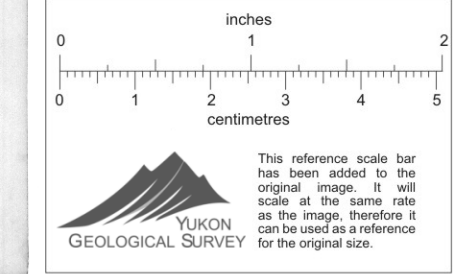 inches
0 1 2
0 1 2 3 4 5
centimetres
This reference scale bar
has been added to the
original image. It will
scale at the same rate
as the image, therefore it
can be used as a reference
for the original size.
YUKON
GEOLOGICAL SURVEY